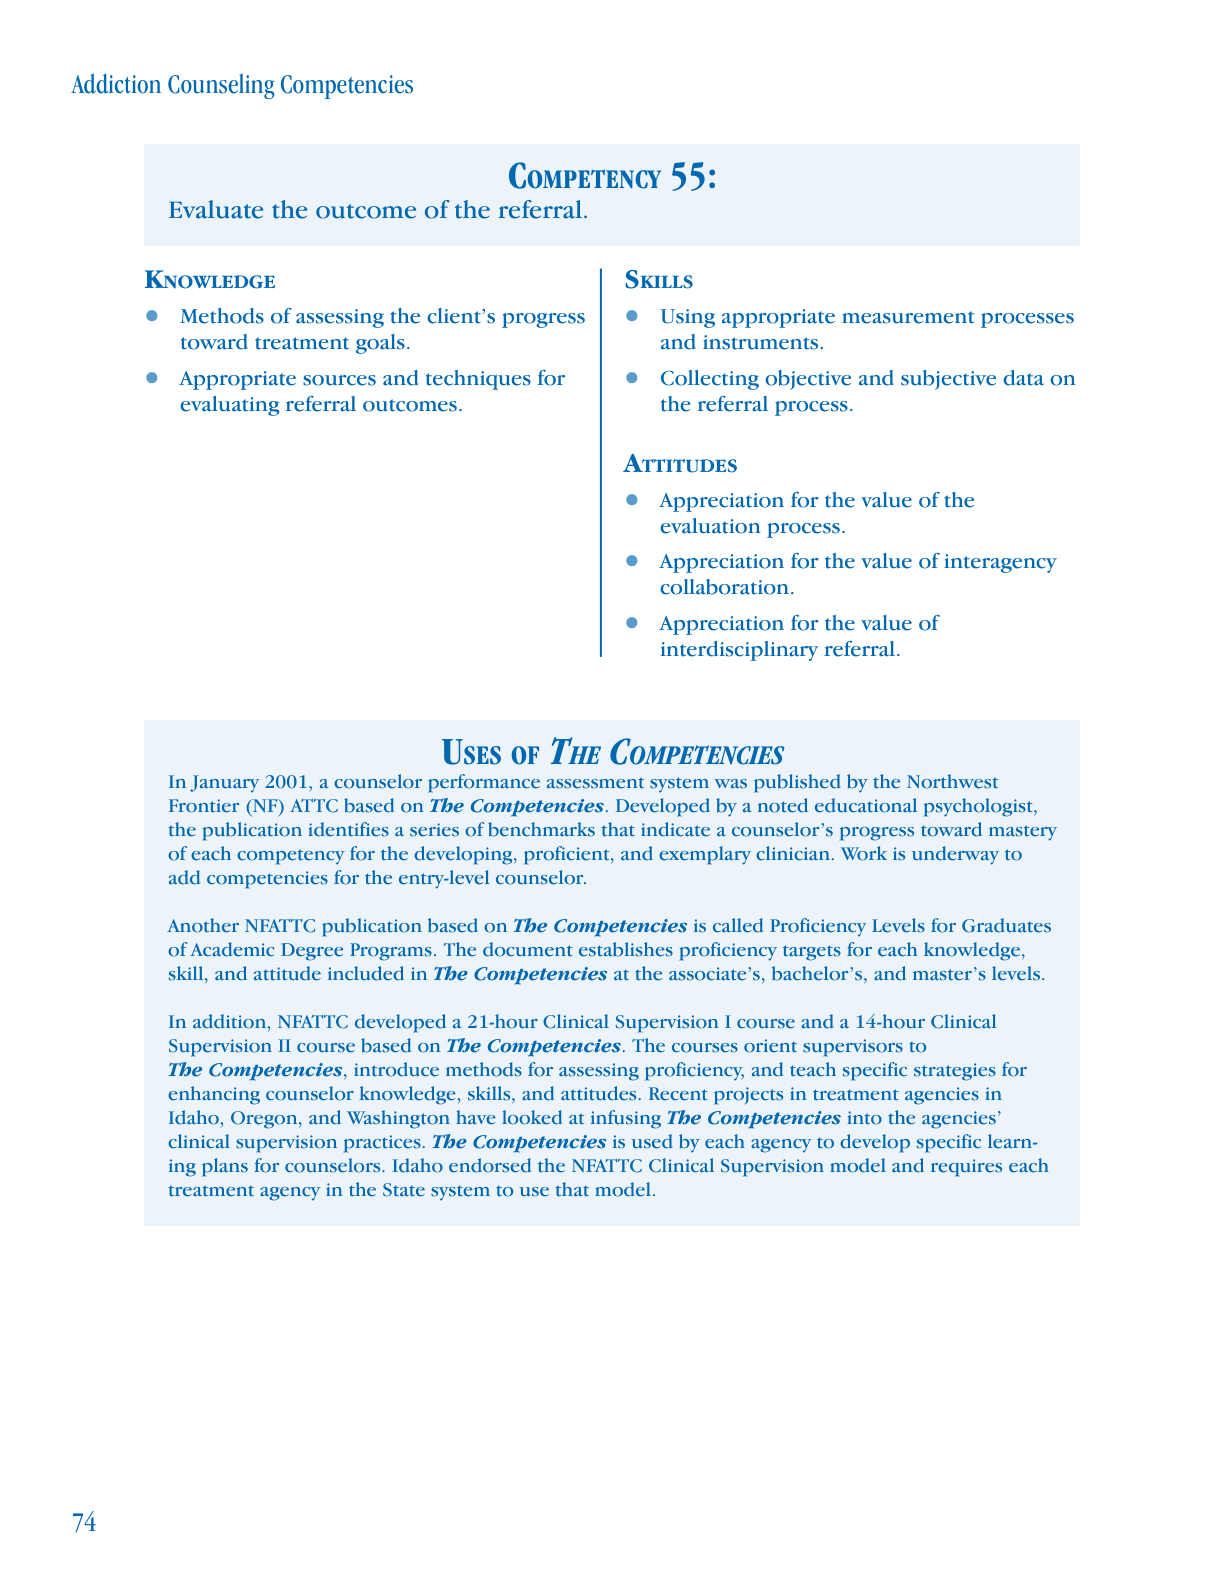 Addiction Counseling Competencies
Competency 55:
Evaluate the outcome of the referral.
Knowledge
● Methods of assessing the client’s progress
toward treatment goals.
● Appropriate sources and techniques for
evaluating referral outcomes.
Skills
● Using appropriate measurement processes
and instruments.
● Collecting objective and subjective data on
the referral process.
Attitudes
● Appreciation for the value of the
evaluation process.
● Appreciation for the value of interagency
collaboration.
● Appreciation for the value of
interdisciplinary referral.
Uses of The Competencies
In January 2001, a counselor performance assessment system was published by the Northwest
Frontier (NF) ATTC based on The Competencies. Developed by a noted educational psychologist,
the publication identifies a series of benchmarks that indicate a counselor’s progress toward mastery
of each competency for the developing, proficient, and exemplary clinician. Work is underway to
add competencies for the entry-level counselor.
Another NFATTC publication based on The Competencies is called Proficiency Levels for Graduates
of Academic Degree Programs. The document establishes proficiency targets for each knowledge,
skill, and attitude included in The Competencies at the associate’s, bachelor’s, and master’s levels.
In addition, NFATTC developed a 21-hour Clinical Supervision I course and a 14-hour Clinical
Supervision II course based on The Competencies. The courses orient supervisors to
The Competencies, introduce methods for assessing proficiency, and teach specific strategies for
enhancing counselor knowledge, skills, and attitudes. Recent projects in treatment agencies in
Idaho, Oregon, and Washington have looked at infusing The Competencies into the agencies’
clinical supervision practices. The Competencies is used by each agency to develop specific learn-
ing plans for counselors. Idaho endorsed the NFATTC Clinical Supervision model and requires each
treatment agency in the State system to use that model.
74